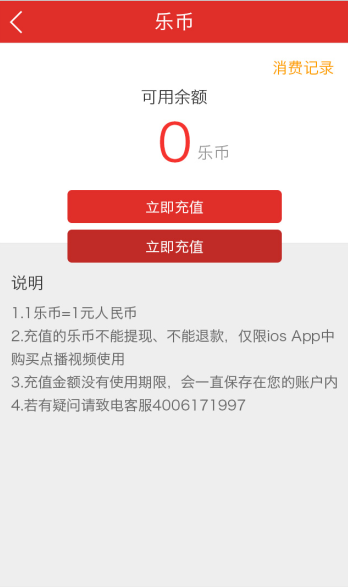 乐币
消费记录
可用余额
0 乐币
立即充值
立即充值
说明
1.1乐币=1元人民币
2.充值的乐币不能提现、不能退款，仅限ios App中
购买点播视频使用
3.充值金额没有使用期限，会一直保存在您的账户内
4.若有疑问请致电客服4006171997